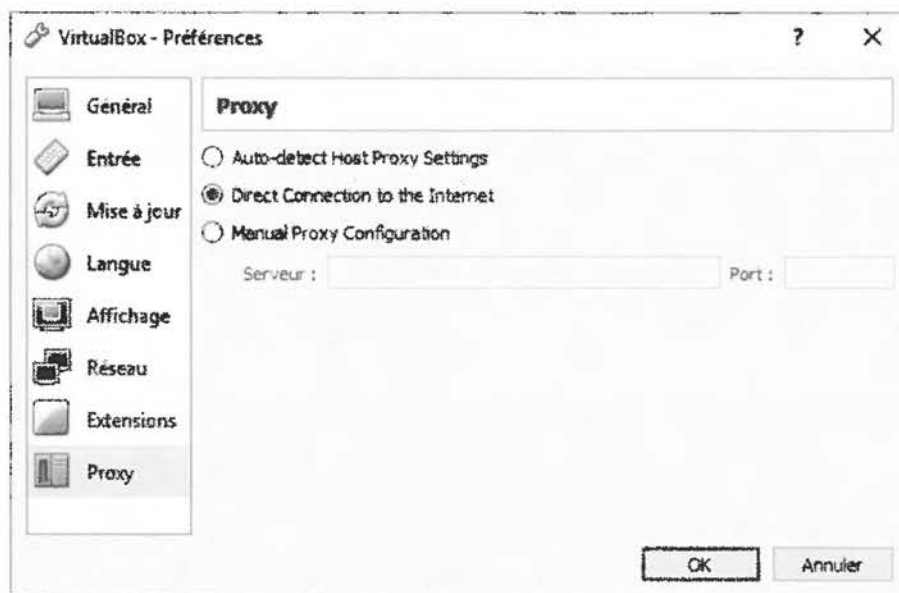 VirtualBox - Préférences
?
×
Général
Entrée
Mise à jour
Langue
Affichage
Réseau
Extensions
Proxy
Proxy
Auto-detect Host Proxy Settings
Direct Connection to the Internet
Manual Proxy Configuration
Serveur :
Port :
OK
Annuler